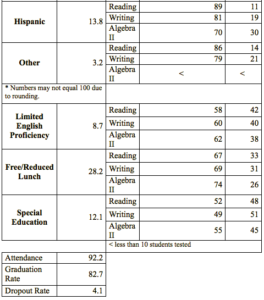 Hispanic 13.8 Reading 89 11
Writing 81 19
Algebra II 70 30
Other 3.2 Reading 86 14
Writing 79 21
Algebra II < <
* Numbers may not equal 100 due
to rounding.
Limited English Proficiency 8.7 Reading 58 42
Writing 60 40
Algebra II 62 38
Free/Reduced Lunch 28.2 Reading 67 33
Writing 69 31
Algebra II 74 26
Special Education 12.1 Reading 52 48
Writing 49 51
Algebra II 55 45
< less than 10 students tested
Attendance 92.2
Graduation Rate 82.7
Dropout Rate 4.1